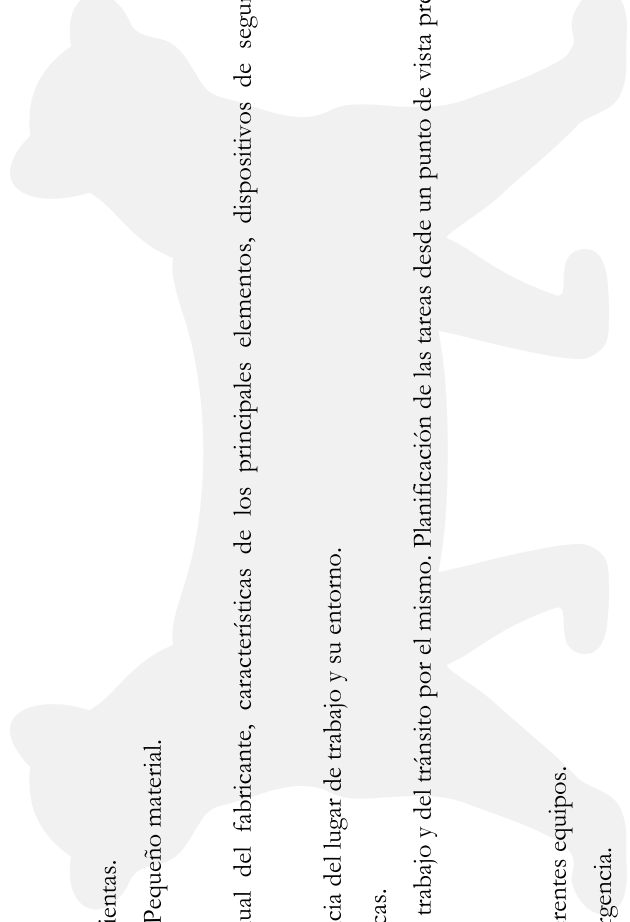 ientas.
Pequeño material.
ual del fabricante, características de los principales elementos, dispositivos de segu
cia del lugar de trabajo y su entorno.
cas.
trabajo y del tránsito por el mismo. Planificación de las tareas desde un punto de vista pre
rentes equipos.
rgencia.